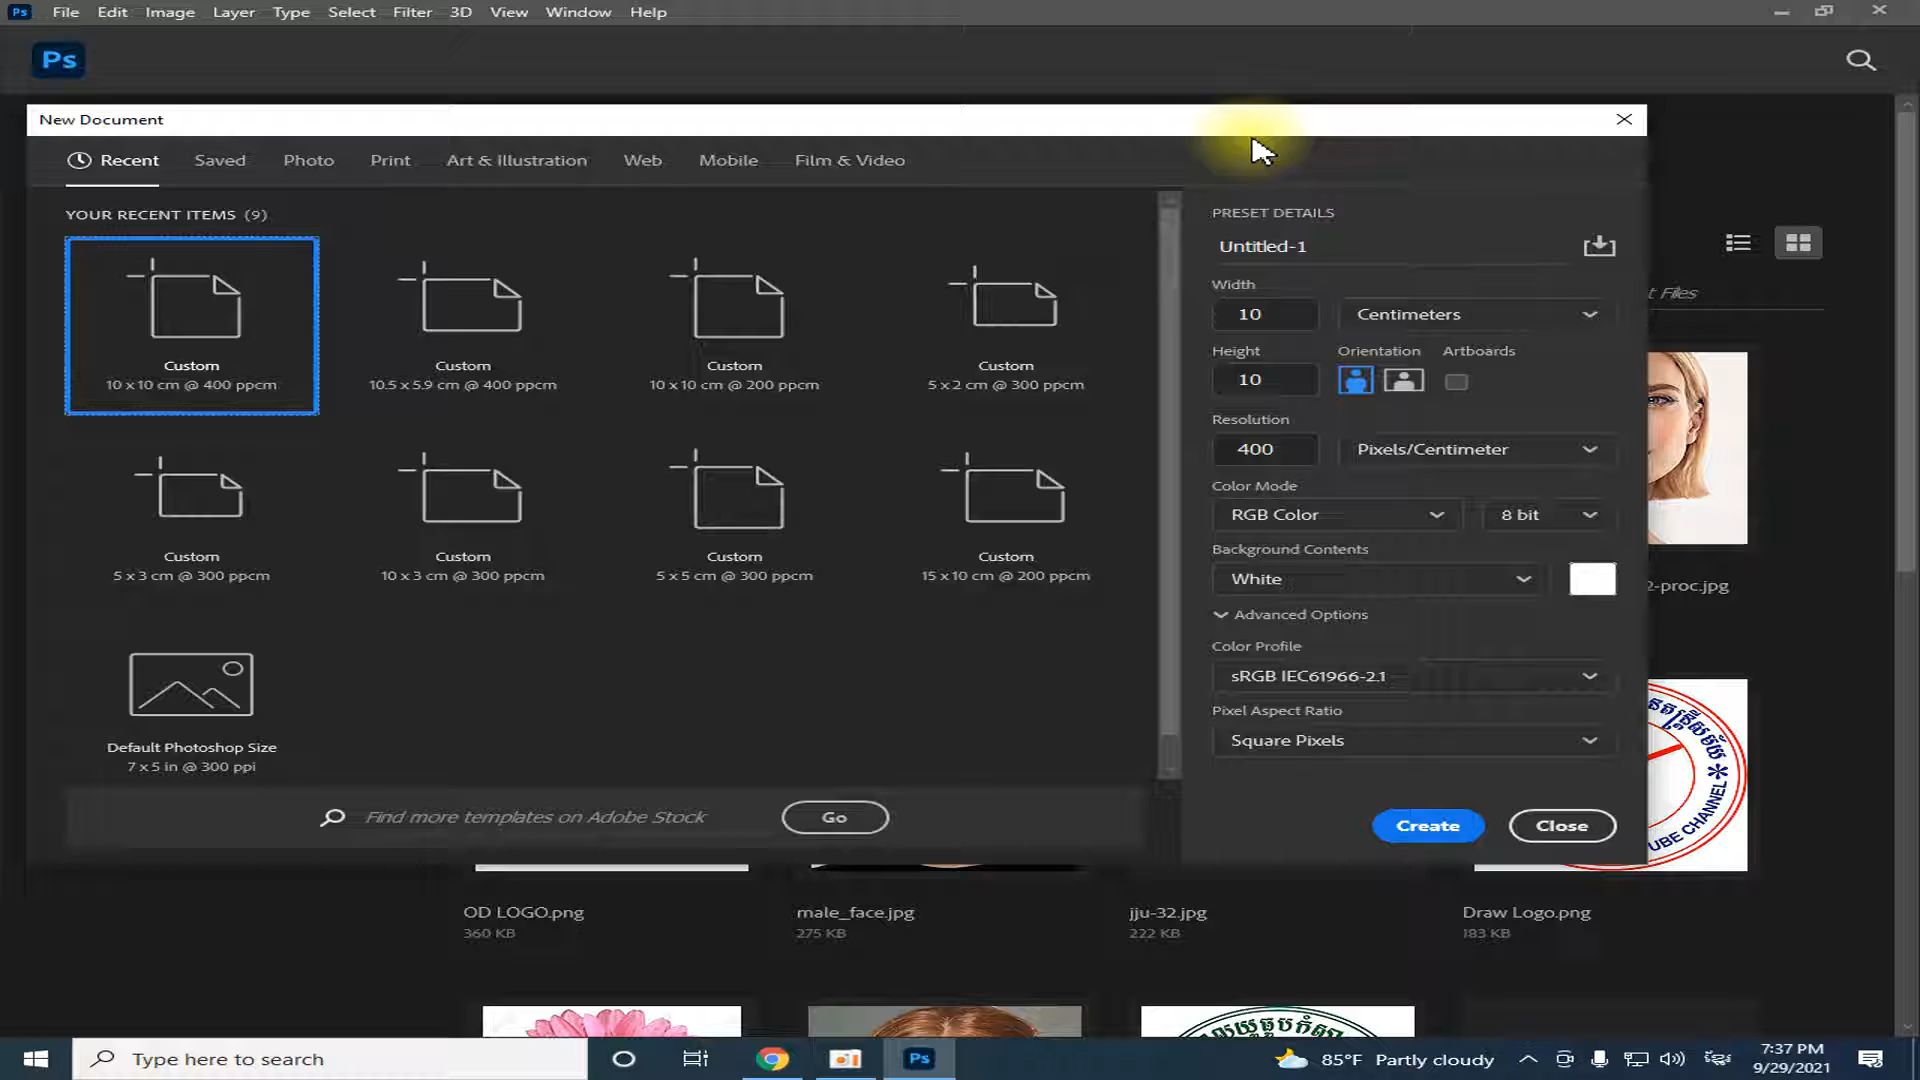 Ps File Edit Image Layer Type Select Filter 3D View Window Help
Ps
New Document
Recent Saved Photo Print Art & Illustration Web Mobile Film & Video
YOUR RECENT ITEMS (9)
Custom
10 x 10 cm @ 400 ppcm
Custom
10.5 x 5.9 cm @ 400 ppcm
Custom
10 x 10 cm @ 200 ppcm
Custom
5 x 2 cm @ 300 ppcm
Custom
5 x 3 cm @ 300 ppcm
Custom
10 x 3 cm @ 300 ppcm
Custom
5 x 5 cm @ 300 ppcm
Custom
15 x 10 cm @ 200 ppcm
Default Photoshop Size
7 x 5 in @ 300 ppi
Find more templates on Adobe Stock
Go
PRESET DETAILS
Untitled-1
Width
10 Centimeters
Height Orientation Artboards
10
Resolution
400 Pixels/Centimeter
Color Mode
RGB Color 8 bit
Background Contents
White
Advanced Options
Color Profile
sRGB IEC61966-2.1
Pixel Aspect Ratio
Square Pixels
Create Close
t Files
2-proc.jpg
UBE CHANNEL
OD LOGO.png
360 KB
male_face.jpg
275 KB
jju-32.jpg
222 KB
Draw Logo.png
183 KB
Type here to search
Ps
85°F Partly cloudy
7:37 PM
9/29/2021